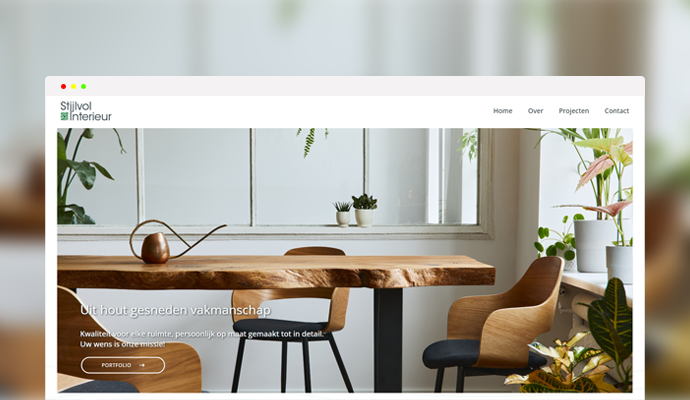 Stijlvol
Interieur
Home Over Projecten Contact
Uit hout gesneden vakmanschap
Kwaliteit voor elke ruimte, persoonlijk op maat gemaakt tot in detail.
Uw wens is onze missie!
PORTFOLIO →